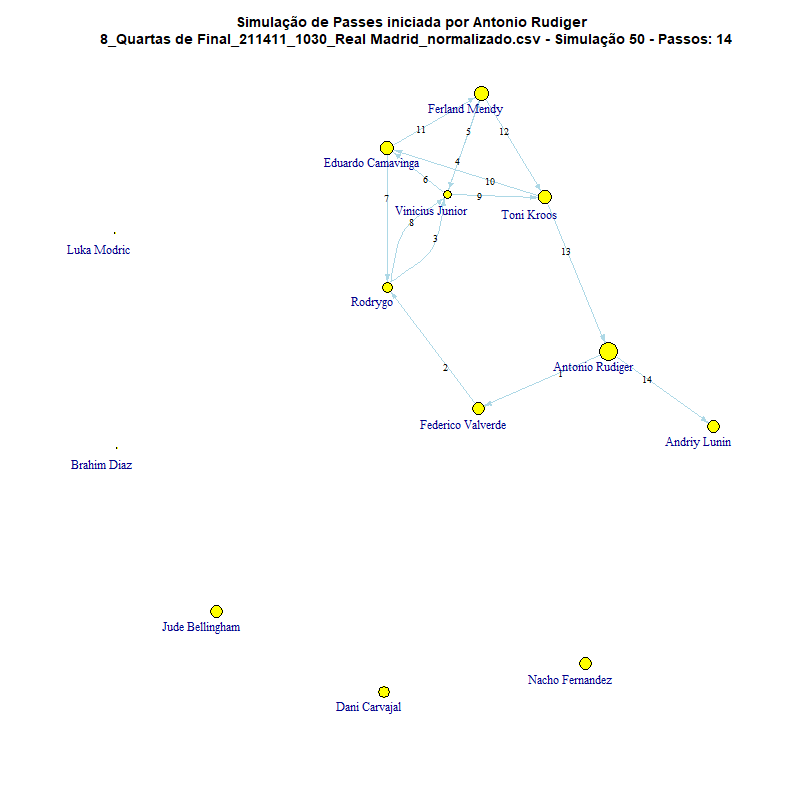 Simulação de Passes iniciada por Antonio Rudiger
8_Quartas de Final_211411_1030_Real Madrid_normalizado.csv - Simulação 50 - Passos: 14
Ferland Mendy
11
5
12
Eduardo Camavinga
4
6
10
7
9
Vinicius Junior
Toni Kroos
8
3
Luka Modric
13
Rodrygo
2
Antonio Rudiger
1
14
Federico Valverde
Andriy Lunin
Brahim Diaz
Jude Bellingham
Nacho Fernandez
Dani Carvajal